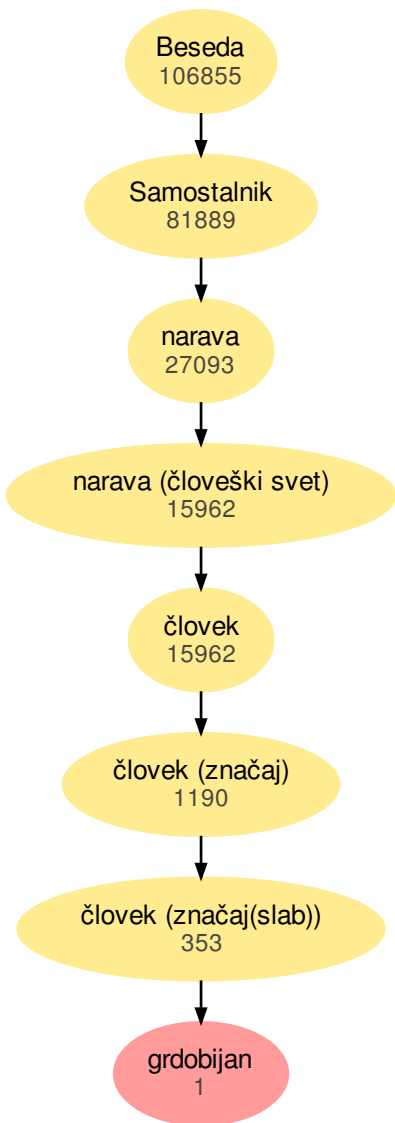 Beseda
106855
Samostalnik
81889
narava
27093
narava (človeški svet)
15962
človek
15962
človek (značaj)
1190
človek (značaj(slab))
353
grdobijan
1